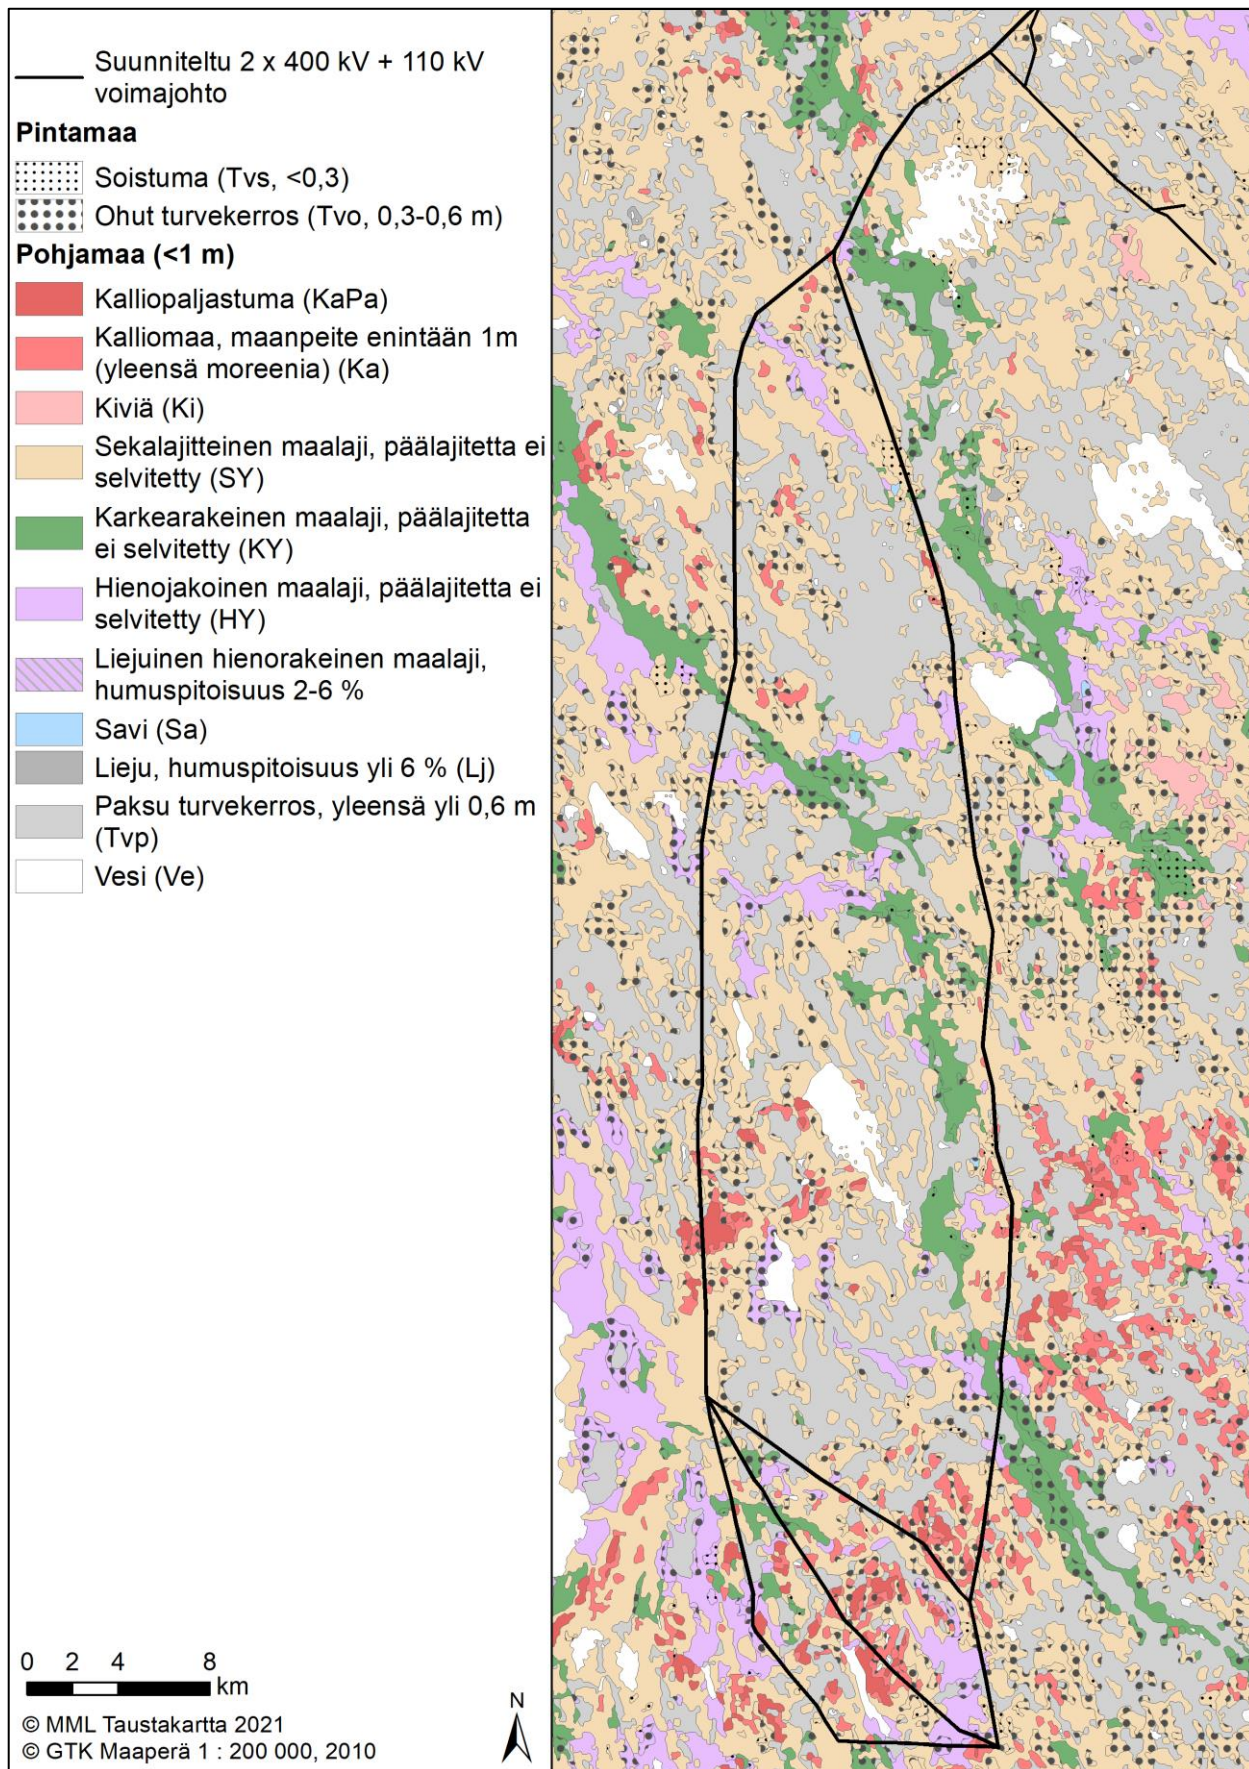 Suunniteltu 2 x 400 kV + 110 kV
voimajohto
Pintamaa
Soistuma (Tvs, <0,3)
Ohut turvekerros (Tvo, 0,3-0,6 m)
Pohjamaa (<1 m)
Kalliopaljastuma (KaPa)
Kalliomaa, maanpeite enintään 1m
(yleensä moreenia) (Ka)
Kiviä (Ki)
Sekalajitteinen maalaji, päälajitetta ei
selvitetty (SY)
Karkearakeinen maalaji, päälajitetta
ei selvitetty (KY)
Hienojakoinen maalaji, päälajitetta ei
selvitetty (HY)
Liejuinen hienorakeinen maalaji,
humuspitoisuus 2-6 %
Savi (Sa)
Lieju, humuspitoisuus yli 6 % (Lj)
Paksu turvekerros, yleensä yli 0,6 m
(Tvp)
Vesi (Ve)
0 2 4 8
km
N
© MML Taustakartta 2021
© GTK Maaperä 1 : 200 000, 2010